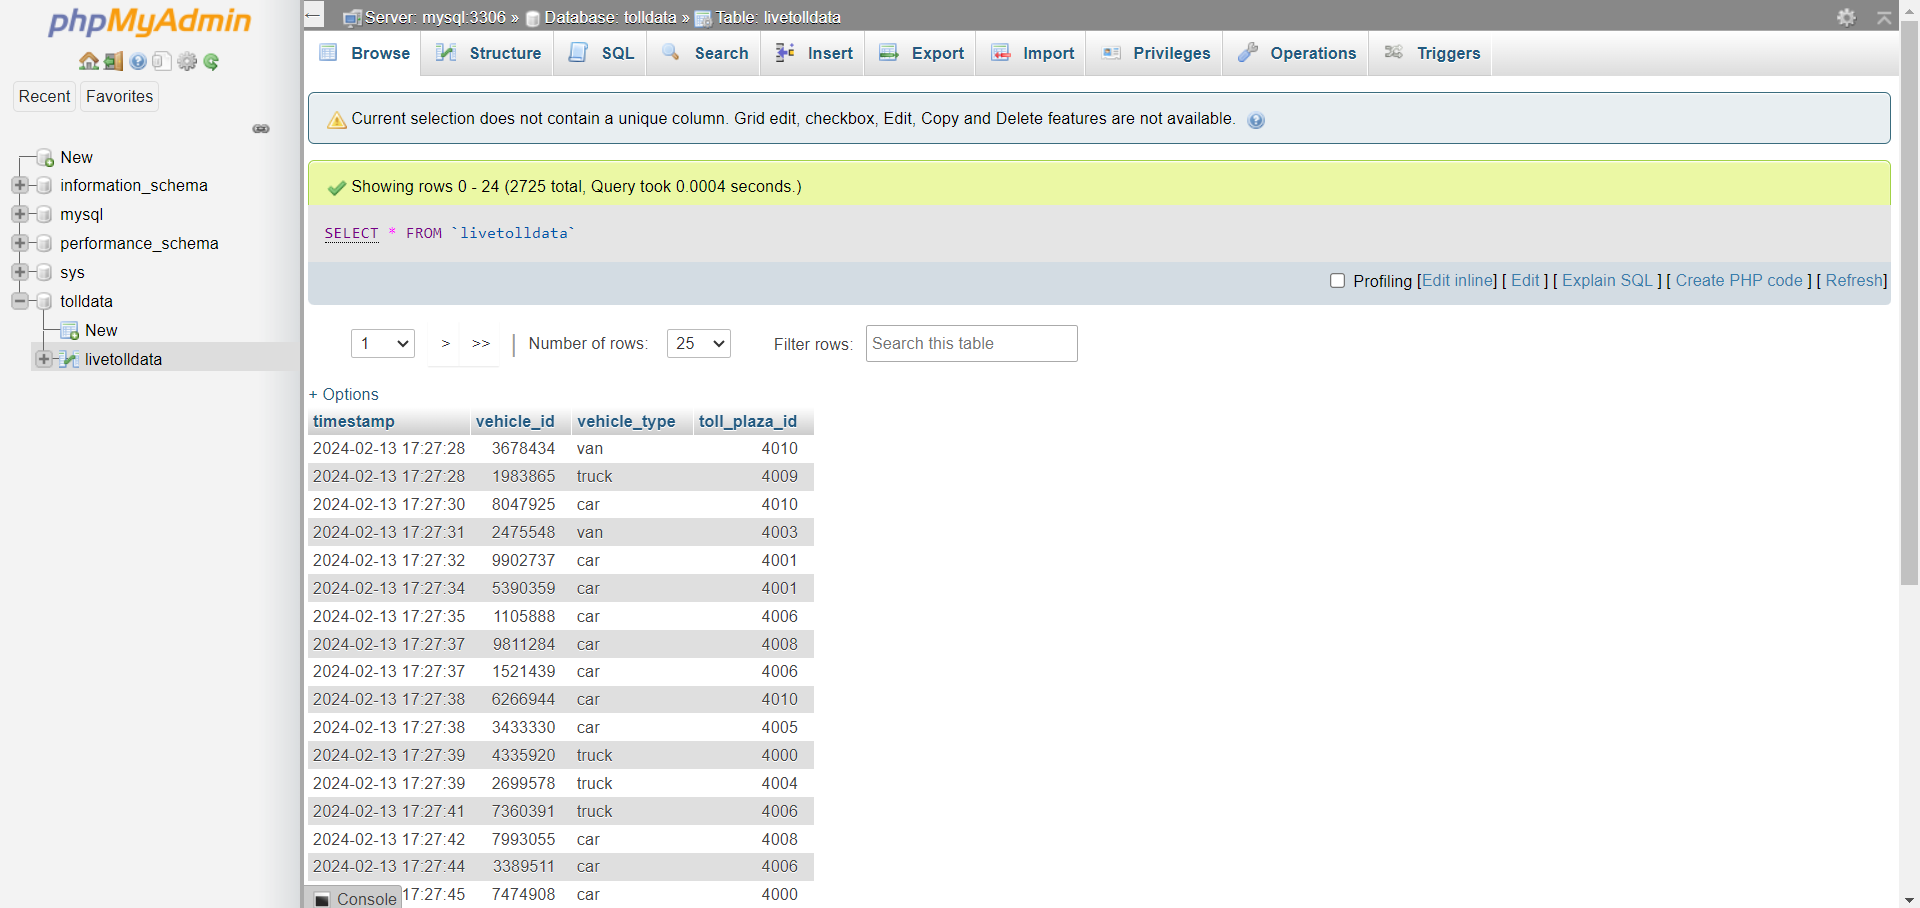 phpMyAdmin
Recent Favorites
New
information_schema
mysql
performance_schema
sys
tolldata
New
livetolldata
Server: mysql:3306 » Database: tolldata » Table: livetolldata
Browse Structure SQL Search Insert Export Import Privileges Operations Triggers
Current selection does not contain a unique column. Grid edit, checkbox, Edit, Copy and Delete features are not available.
Showing rows 0 - 24 (2725 total, Query took 0.0004 seconds.)
SELECT * FROM `livetolldata`
Profiling [Edit inline] [ Edit ] [ Explain SQL ] [ Create PHP code ] [ Refresh]
1 > >> | Number of rows: 25 Filter rows: Search this table
+ Options
timestamp vehicle_id vehicle_type toll_plaza_id
2024-02-13 17:27:28 3678434 van 4010
2024-02-13 17:27:28 1983865 truck 4009
2024-02-13 17:27:30 8047925 car 4010
2024-02-13 17:27:31 2475548 van 4003
2024-02-13 17:27:32 9902737 car 4001
2024-02-13 17:27:34 5390359 car 4001
2024-02-13 17:27:35 1105888 car 4006
2024-02-13 17:27:37 9811284 car 4008
2024-02-13 17:27:37 1521439 car 4006
2024-02-13 17:27:38 6266944 car 4010
2024-02-13 17:27:38 3433330 car 4005
2024-02-13 17:27:39 4335920 truck 4000
2024-02-13 17:27:39 2699578 truck 4004
2024-02-13 17:27:41 7360391 truck 4006
2024-02-13 17:27:42 7993055 car 4008
2024-02-13 17:27:44 3389511 car 4006
17:27:45 7474908 car 4000
Console